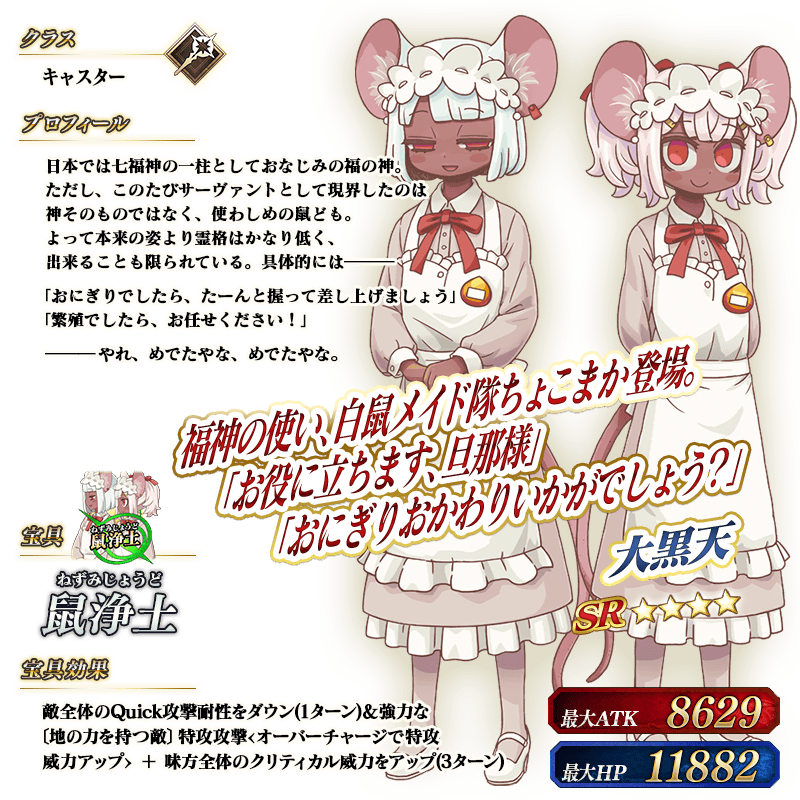 クラス
キャスター
プロフィール
日本では七福神の一柱としておなじみの福の神。
ただし、このたびサーヴァントとして現界したのは
神そのものではなく、使わしめの鼠ども。
よって本来の姿より霊格はかなり低く、
出来ることも限られている。具体的には───
「おにぎりでしたら、たーんと握って差し上げましょう」
「繁殖でしたら、お任せください！」
───やれ、めでたやな、めでたやな。
福神の使い、白鼠メイド隊ちょこまか登場。
「お役に立ちます、旦那様」
「おにぎりおかわりいかがでしょう？」
大黒天
SR
宝具
ねずみじょうど
鼠浄土
ねずみじょうど
鼠浄土
宝具効果
敵全体のQuick攻撃耐性をダウン(1ターン)&強力な
〔地の力を持つ敵〕特攻攻撃<オーバーチャージで特攻
威力アップ> ＋ 味方全体のクリティカル威力をアップ(3ターン)
最大ATK 8629
最大HP 11882